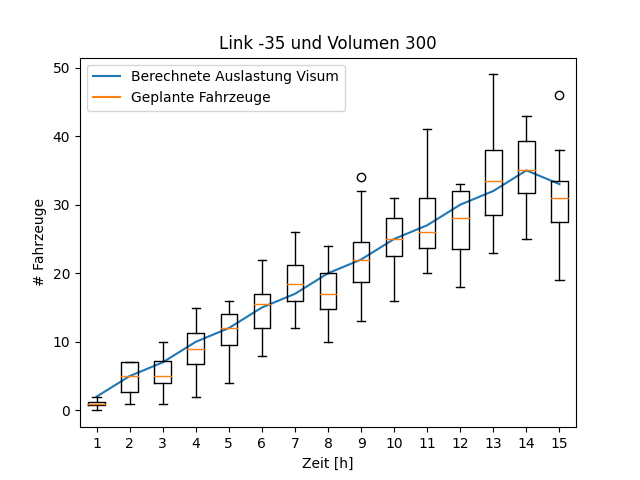 Link -35 und Volumen 300
Berechnete Auslastung Visum
Geplante Fahrzeuge
# Fahrzeuge
50
40
30
20
10
0
1 2 3 4 5 6 7 8 9 10 11 12 13 14 15
Zeit [h]